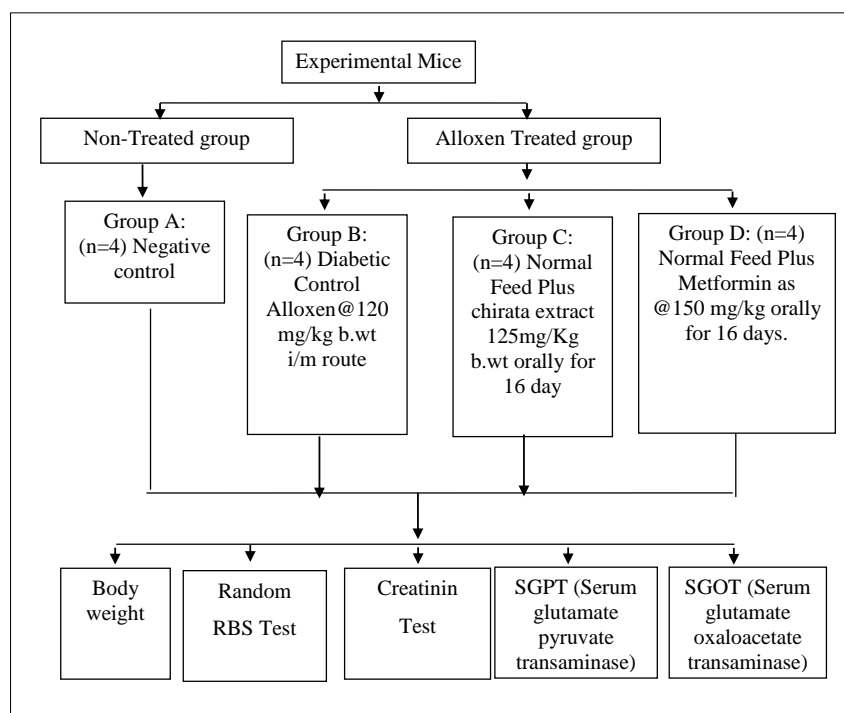 Experimental Mice
Non-Treated group
Alloxen Treated group
Group A:
(n=4) Negative
control
Group B:
(n=4) Diabetic
Control
Alloxen@120
mg/kg b.wt
i/m route
Group C:
(n=4) Normal
Feed Plus
chirata extract
125mg/Kg
b.wt orally for
16 day
Group D: (n=4)
Normal Feed Plus
Metformin as
@150 mg/kg orally
for 16 days.
Body
weight
Random
RBS Test
Creatinin
Test
SGPT (Serum
glutamate
pyruvate
transaminase)
SGOT (Serum
glutamate
oxaloacetate
transaminase)